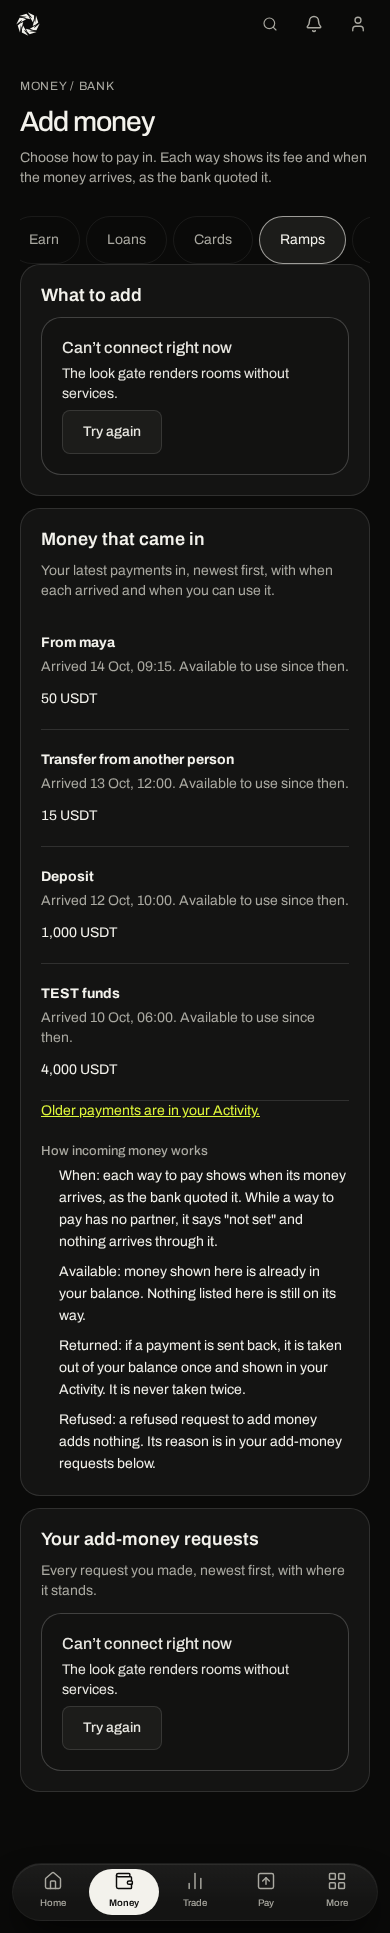 MONEY / BANK
Add money
Choose how to pay in. Each way shows its fee and when
the money arrives, as the bank quoted it.
Earn
Loans
Cards
Ramps
What to add
Can’t connect right now
The look gate renders rooms without
services.
Try again
Money that came in
Your latest payments in, newest first, with when
each arrived and when you can use it.
From maya
Arrived 14 Oct, 09:15. Available to use since then.
50 USDT
Transfer from another person
Arrived 13 Oct, 12:00. Available to use since then.
15 USDT
Deposit
Arrived 12 Oct, 10:00. Available to use since then.
1,000 USDT
TEST funds
Arrived 10 Oct, 06:00. Available to use since
then.
4,000 USDT
Older payments are in your Activity.
How incoming money works
When: each way to pay shows when its money
arrives, as the bank quoted it. While a way to
pay has no partner, it says "not set" and
nothing arrives through it.
Available: money shown here is already in
your balance. Nothing listed here is still on its
way.
Returned: if a payment is sent back, it is taken
out of your balance once and shown in your
Activity. It is never taken twice.
Refused: a refused request to add money
adds nothing. Its reason is in your add-money
requests below.
Your add-money requests
Every request you made, newest first, with where
it stands.
Can’t connect right now
The look gate renders rooms without
services.
Try again
Home
Money
Trade
Pay
More